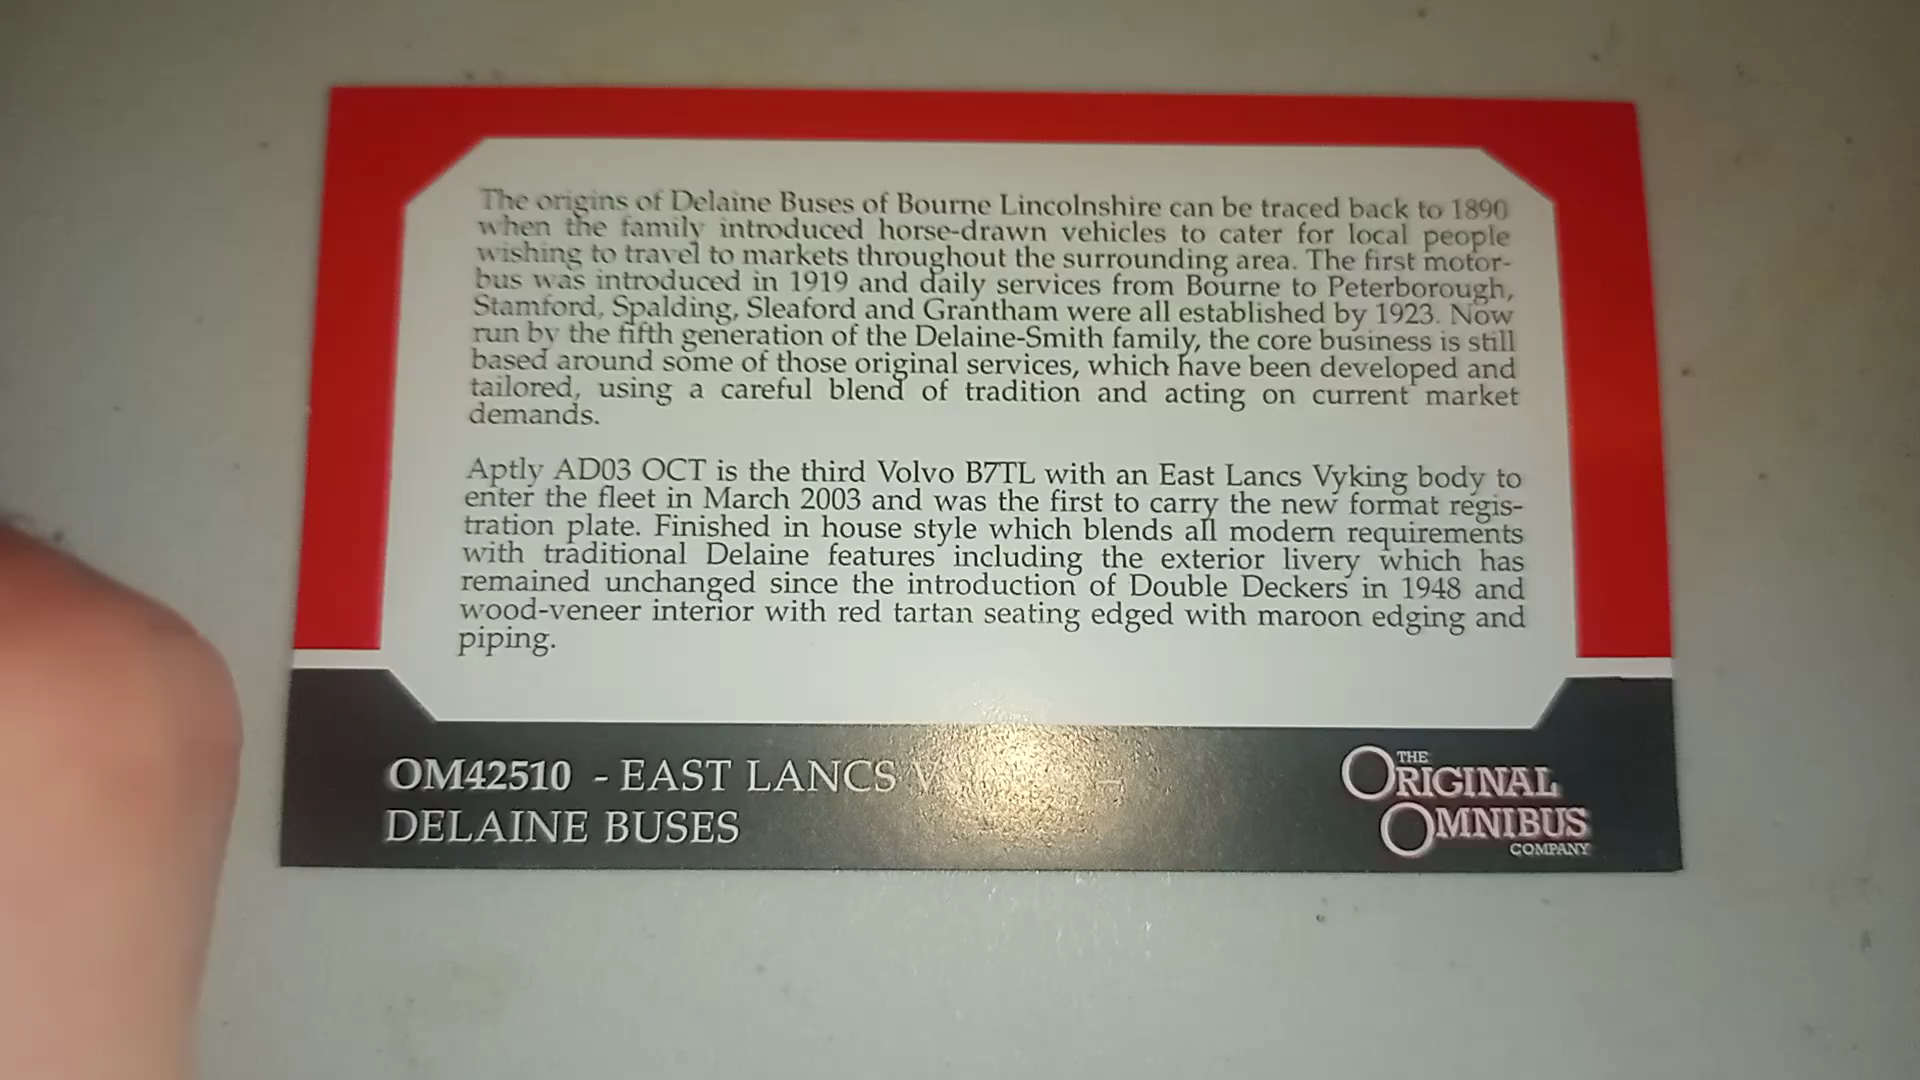 The origins of Delaine Buses of Bourne Lincolnshire can be traced back to 1890
when the family introduced horse-drawn vehicles to cater for local people
wishing to travel to markets throughout the surrounding area. The first motor-
bus was introduced in 1919 and daily services from Bourne to Peterborough,
Stamford, Spalding, Sleaford and Grantham were all established by 1923. Now
run by the fifth generation of the Delaine-Smith family, the core business is still
based around some of those original services, which have been developed and
tailored, using a careful blend of tradition and acting on current market
demands.
Aptly AD03 OCT is the third Volvo B7TL with an East Lancs Vyking body to
enter the fleet in March 2003 and was the first to carry the new format regis-
tration plate. Finished in house style which blends all modern requirements
with traditional Delaine features including the exterior livery which has
remained unchanged since the introduction of Double Deckers in 1948 and
wood-veneer interior with red tartan seating edged with maroon edging and
piping.
OM42510 - EAST LANCS
DELAINE BUSES
THE
ORIGINAL
OMNIBUS
COMPANY